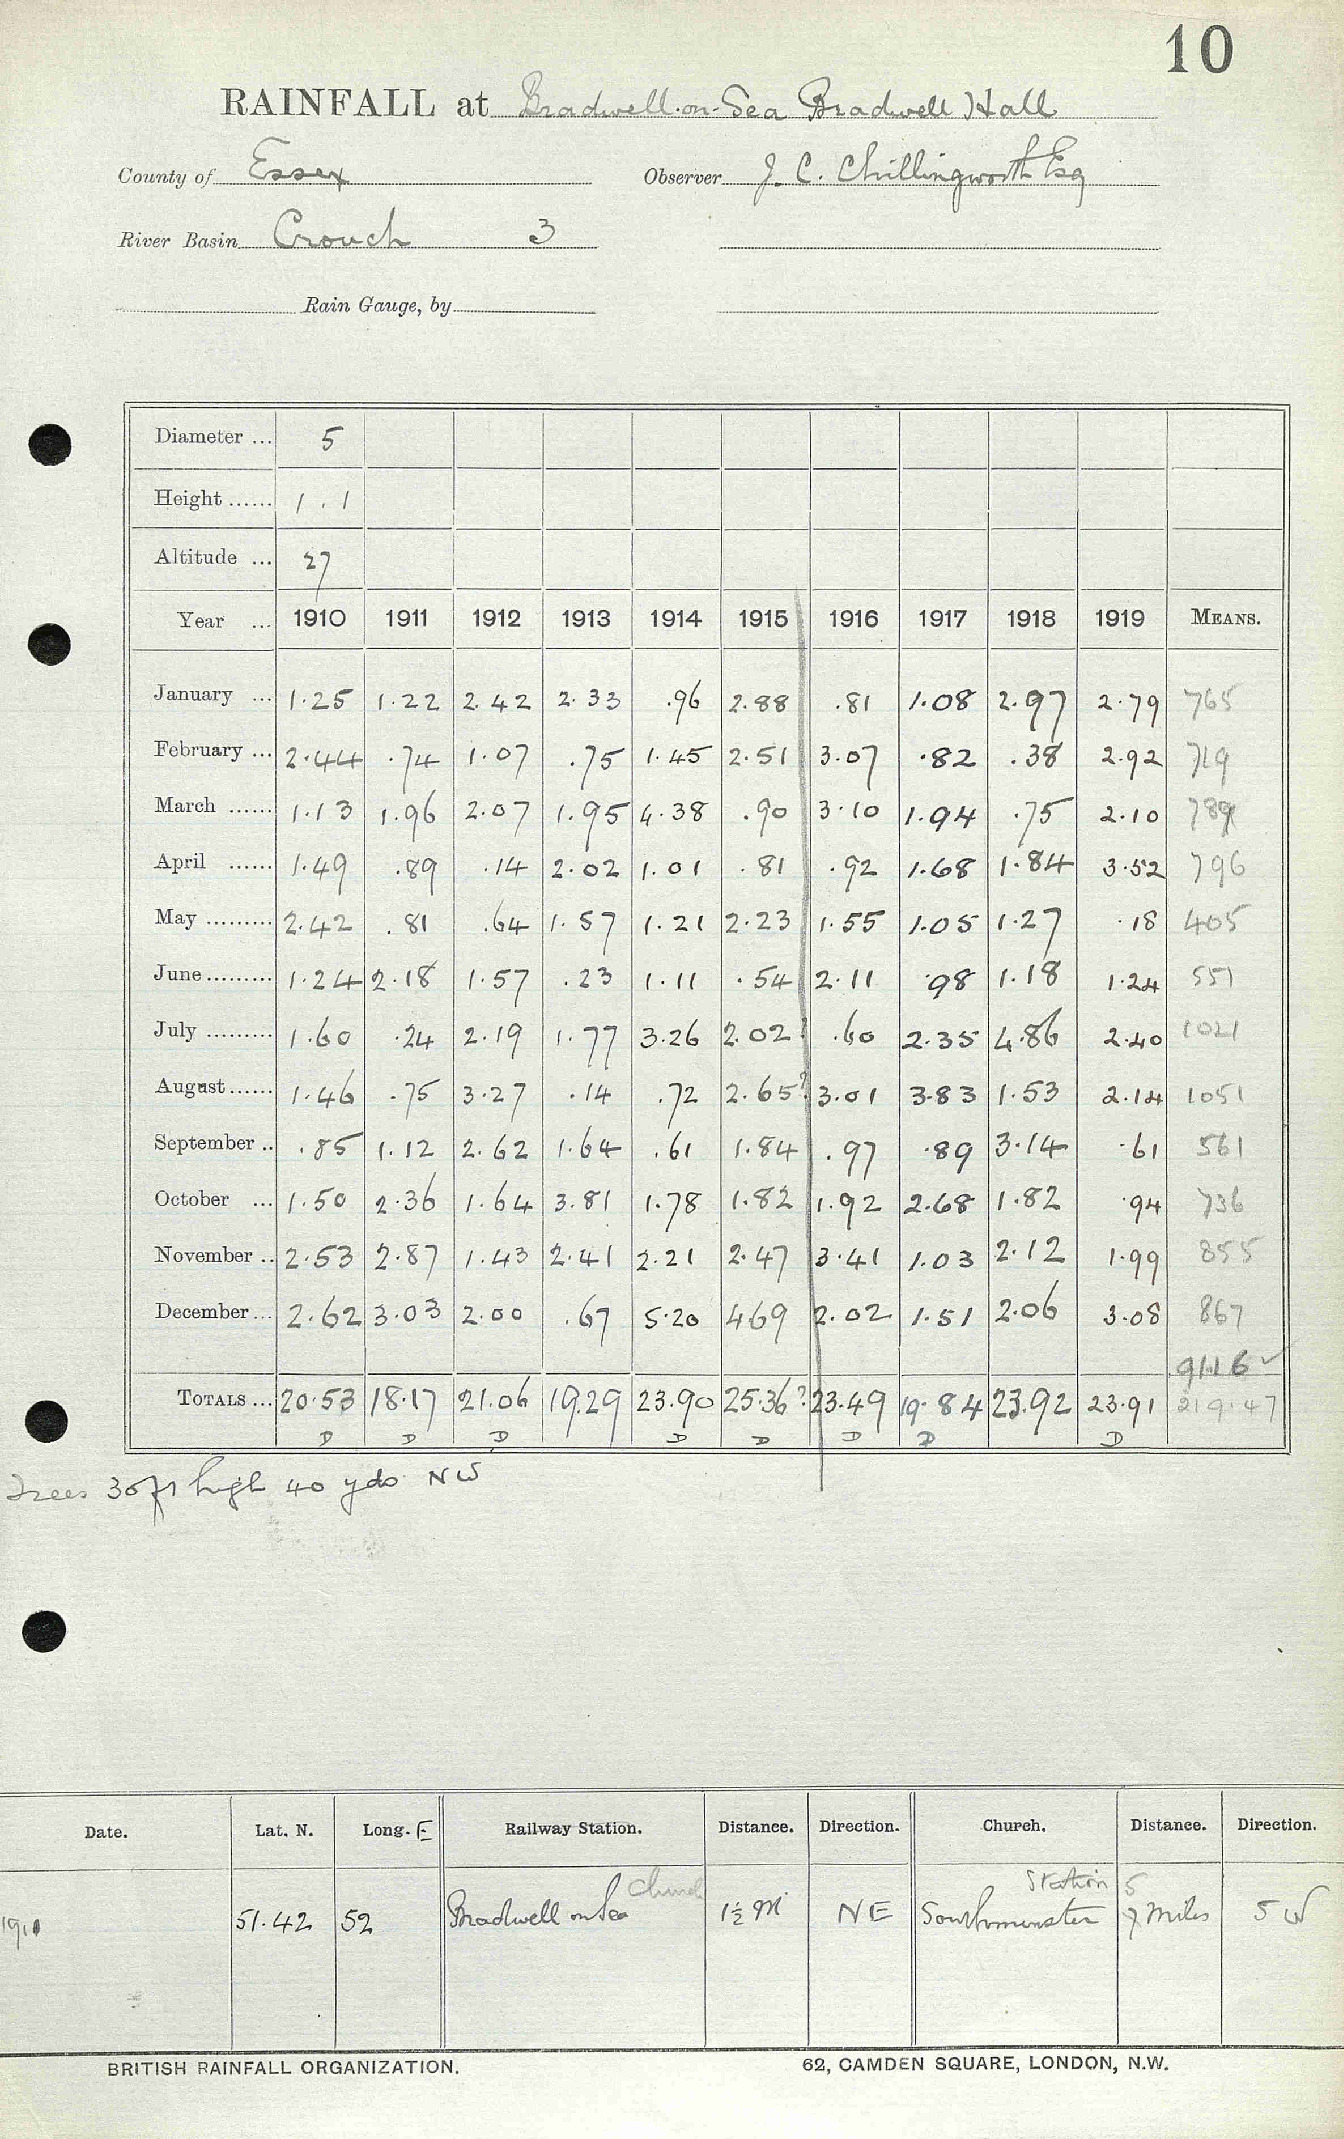 10
RAINFALL at Bradwell-on-Sea Bradwell Hall
County of Essex Observer J. C. Chillingworth Esq
River Basin Crouch 3
Rain Gauge, by
Diameter ... 5
Height ...... 1 . 1
Altitude ... 27
Year ... 1910 1911 1912 1913 1914 1915 1916 1917 1918 1919 MEANS.
January ... 1.25 1.22 2.42 2.33 .96 2.88 .81 1.08 2.97 2.79 765
February ... 2.44 .74 1.07 .75 1.45 2.51 3.07 .82 .38 2.92 719
March ...... 1.13 1.96 2.07 1.95 4.38 .90 3.10 1.94 .75 2.10 789
April ...... 1.49 .89 .14 2.02 1.01 .81 .92 1.68 1.84 3.52 796
May ......... 2.42 .81 .64 1.57 1.21 2.23 1.55 1.05 1.27 .18 405
June ......... 1.24 2.18 1.57 .23 1.11 .54 2.11 .98 1.18 1.24 551
July ......... 1.60 .24 2.19 1.77 3.26 2.02? .60 2.35 4.86 2.40 1021
August ...... 1.46 .75 3.27 .14 .72 2.65? 3.01 3.83 1.53 2.14 1051
September .. .85 1.12 2.62 1.64 .61 1.84 .97 .89 3.14 .61 561
October ... 1.50 2.36 1.64 3.81 1.78 1.82 1.92 2.68 1.82 .94 736
November .. 2.53 2.87 1.43 2.41 2.21 2.47 3.41 1.03 2.12 1.99 855
December ... 2.62 3.03 2.00 .67 5.20 4.69 2.02 1.51 2.06 3.08 867
9116 ✓
TOTALS ... 20.53 18.17 21.06 19.29 23.90 25.36? 23.49 19.84 23.92 23.91 219.47
D D D D D D D D
Trees 30ft high 40 yds NW
Date. Lat. N. Long. E Railway Station. Distance. Direction. Church. Distance. Direction.
Church Station 5
1910 51.42 52 Bradwell on Sea 1½ M NE Southminster 7 miles SW
BRITISH RAINFALL ORGANIZATION. 62, CAMDEN SQUARE, LONDON, N.W.